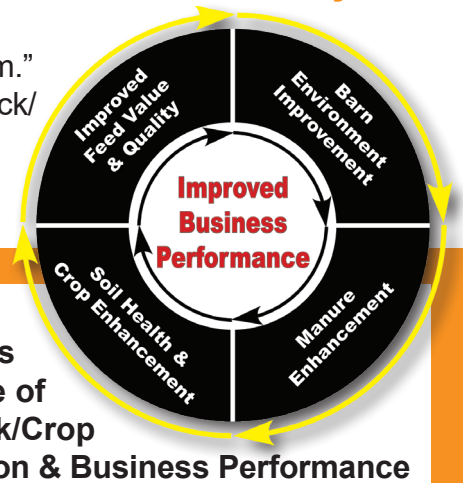 m.”
ck/
Improved
Feed Value
& Quality
Barn
Environment
Improvement
Improved
Business
Performance
Soil Health &
Crop Enhancement
Manure
Enhancement
s
e of
k/Crop
on & Business Performance